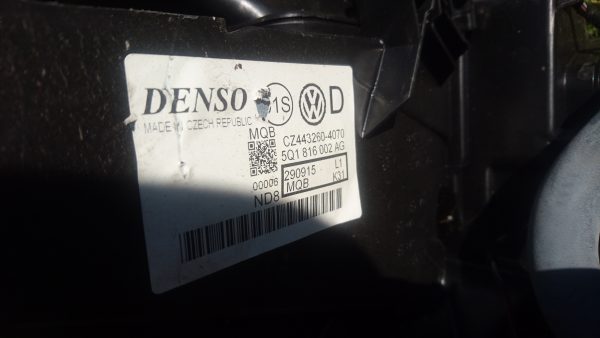 DENSO
1S
D
MADE IN CZECH REPUBLIC
MQB
CZ443260-4070
5Q1 816 002 AG
00006
290915
L1
MQB
K31
ND8